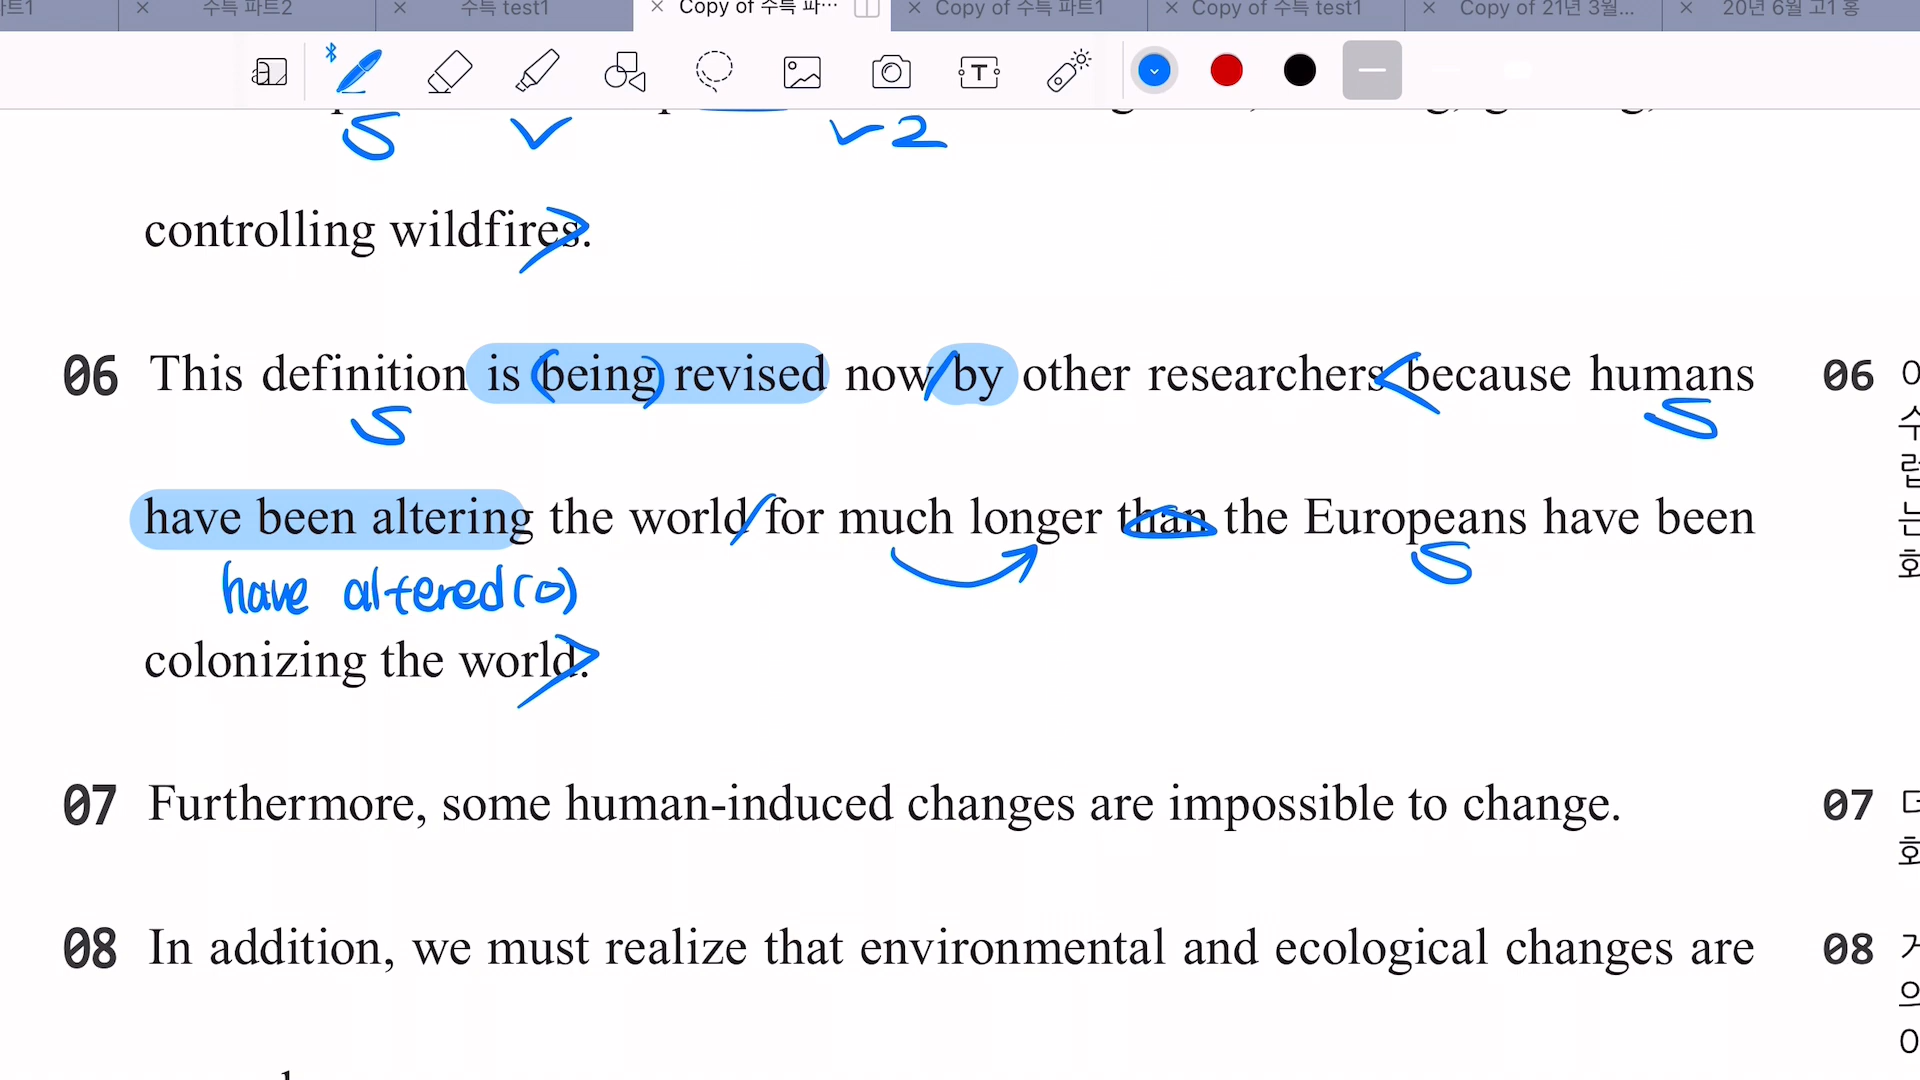 수특 파트2
수특 test1
Copy of 수특 파…
Copy of 수특 파트1
Copy of 수특 test1
Copy of 21년 3월…
20년 6월 고1 홍
S V V2
controlling wildfires.
06 This definition is (being) revised now by other researchers because humans 06
S S
have been altering the world for much longer than the Europeans have been
S
have altered(o)
colonizing the world.
07 Furthermore, some human-induced changes are impossible to change. 07
08 In addition, we must realize that environmental and ecological changes are 08